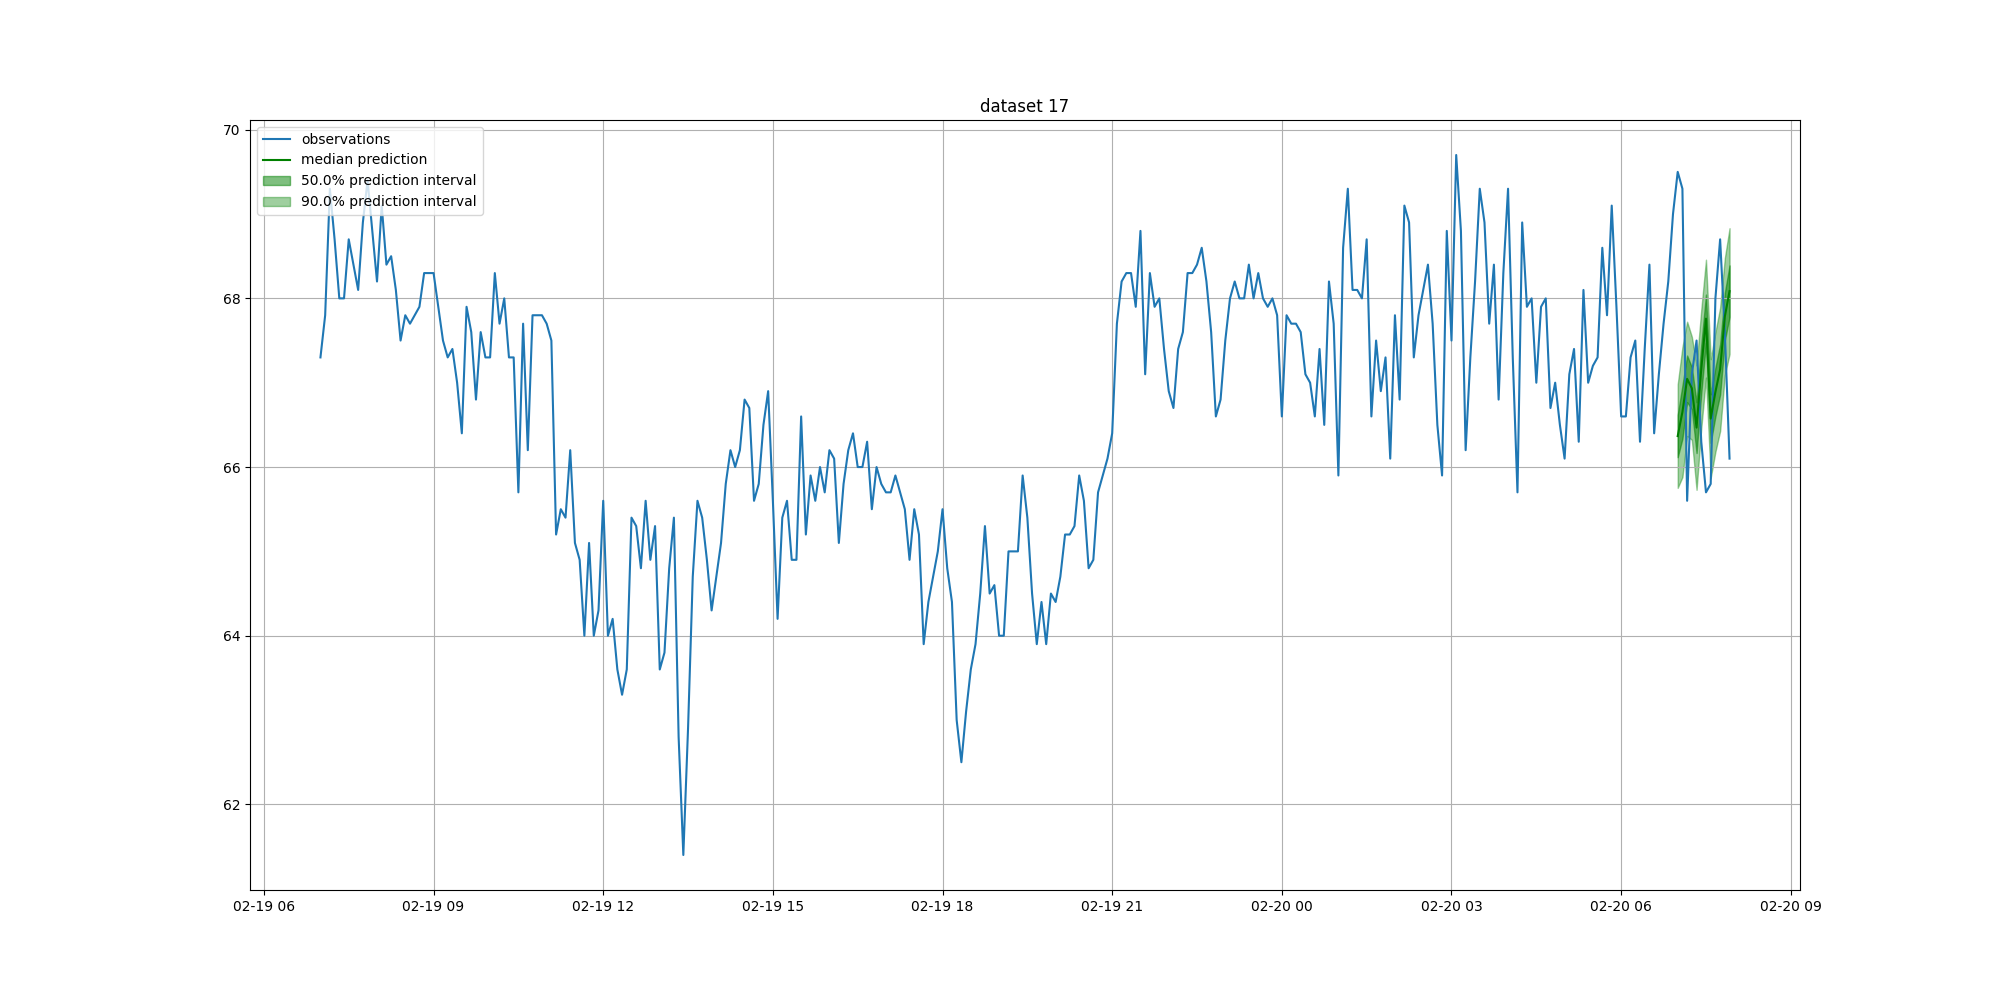 dataset 17
70
observations
median prediction
50.0% prediction interval
90.0% prediction interval
68
66
64
62
02-19 06 02-19 09 02-19 12 02-19 15 02-19 18 02-19 21 02-20 00 02-20 03 02-20 06 02-20 09